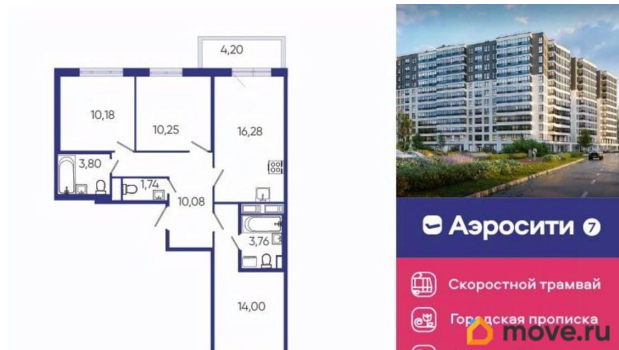 4,20
10,18
10,25
16,28
3,80
1,74
10,08
3,76
14,00
Аэросити 7
Скоростной трамвай
Городская прописка
move.ru